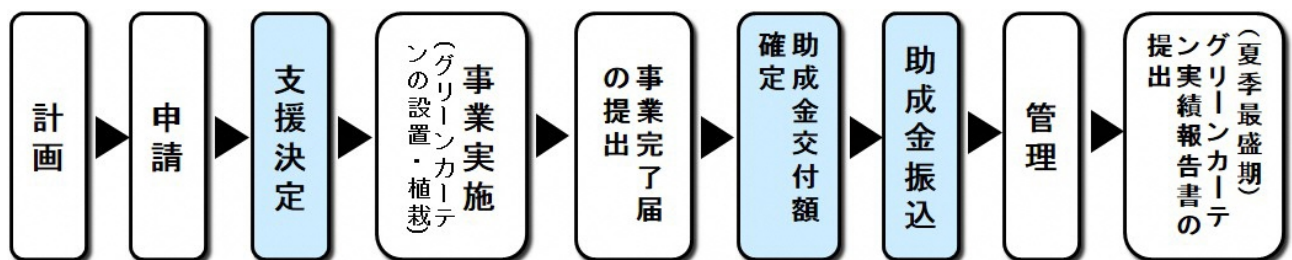 計画
申請
支援決定
事業実施
(グリーンカーテ
ンの設置・植栽)
事業完了届
の提出
助成金交付額
確定
助成金振込
管理
(夏季最盛期)
グリーンカーテ
ン実績報告書の
提出